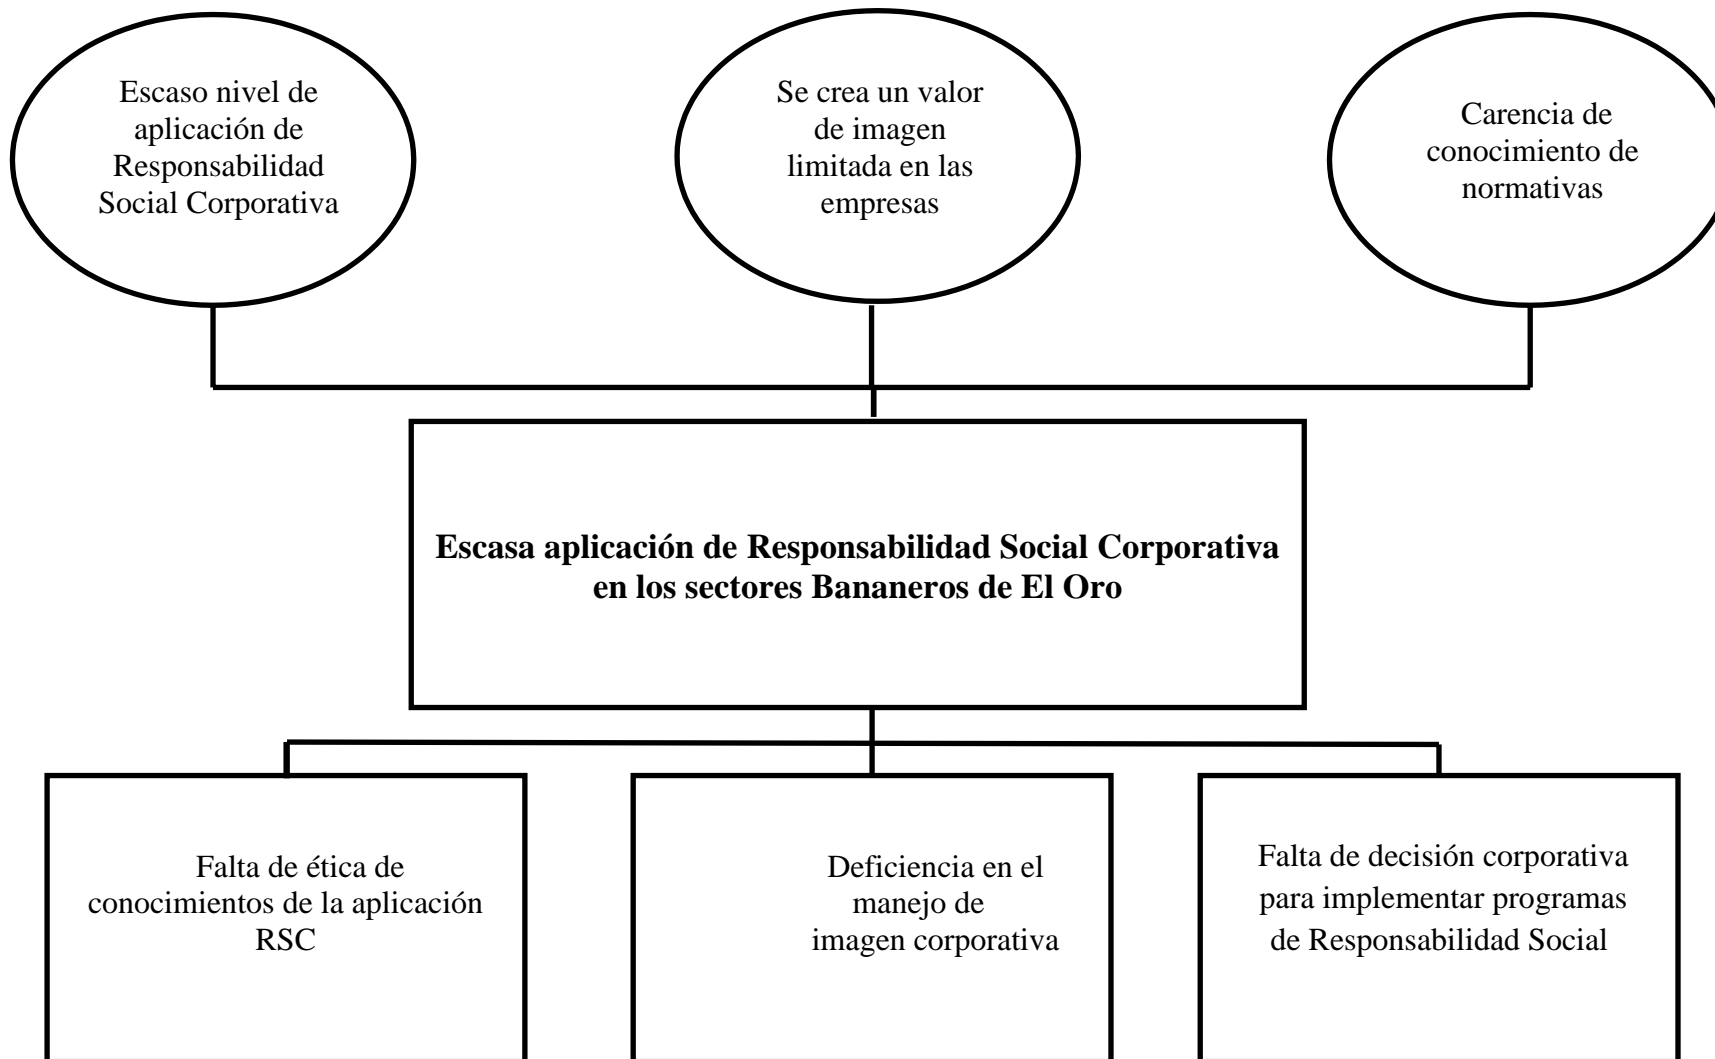 Escaso nivel de
aplicación de
Responsabilidad
Social Corporativa
Se crea un valor
de imagen
limitada en las
empresas
Carencia de
conocimiento de
normativas
Escasa aplicación de Responsabilidad Social Corporativa
en los sectores Bananeros de El Oro
Falta de ética de
conocimientos de la aplicación
RSC
Deficiencia en el
manejo de
imagen corporativa
Falta de decisión corporativa
para implementar programas
de Responsabilidad Social